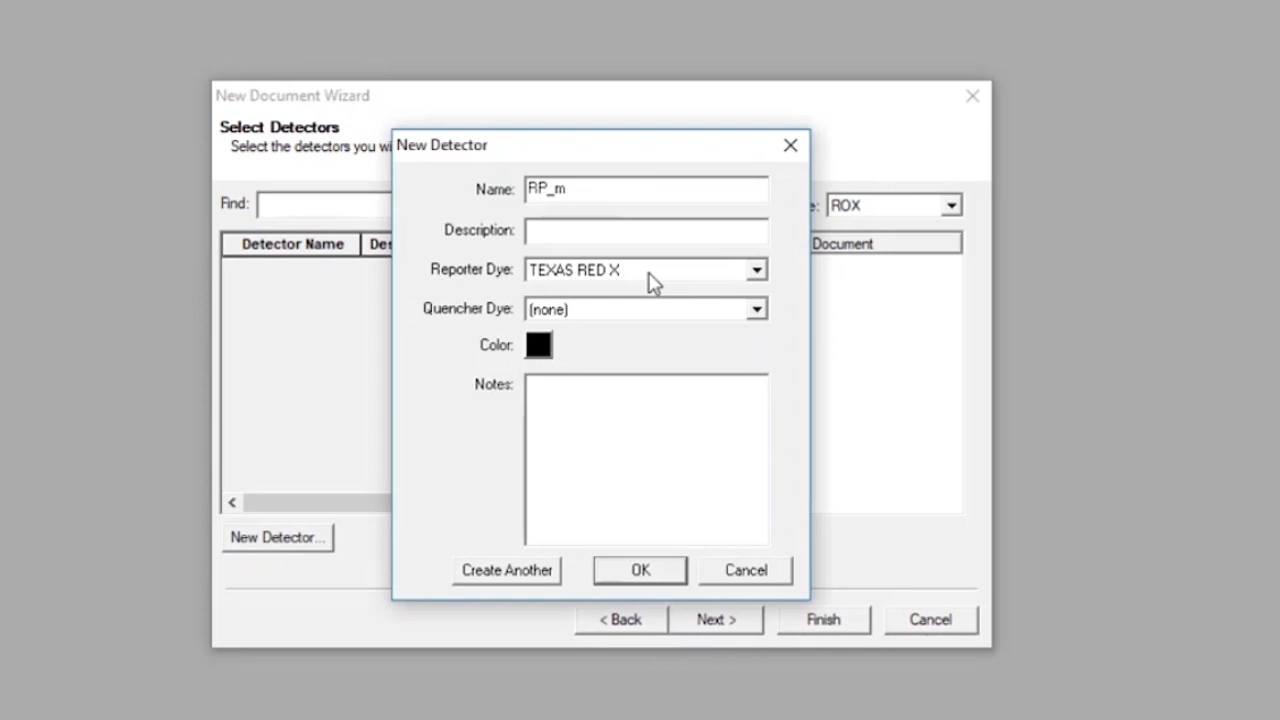 New Document Wizard
Select Detectors
Select the detectors you wi
New Detector
Name: RP_m
Find:
Description:
e: ROX
Detector Name Des
Document
Reporter Dye: TEXAS RED X
Quencher Dye: (none)
Color:
Notes:
New Detector...
Create Another OK Cancel
< Back Next > Finish Cancel